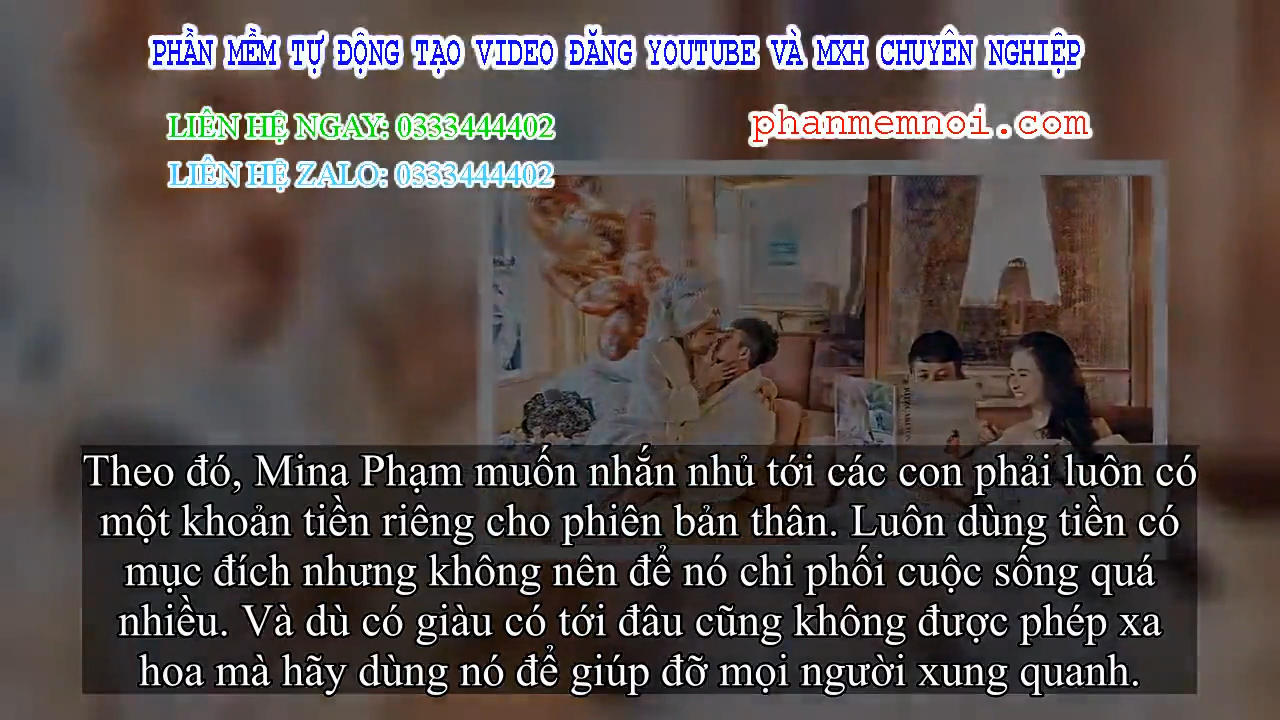 PHẦN MỀM TỰ ĐỘNG TẠO VIDEO ĐĂNG YOUTUBE VÀ MXH CHUYÊN NGHIỆP
LIÊN HỆ NGAY: 0333444402
phanmemnoi.com
LIÊN HỆ ZALO: 0333444402
Theo đó, Mina Phạm muốn nhắn nhủ tới các con phải luôn có
một khoản tiền riêng cho phiên bản thân. Luôn dùng tiền có
mục đích nhưng không nên để nó chi phối cuộc sống quá
nhiều. Và dù có giàu có tới đâu cũng không được phép xa
hoa mà hãy dùng nó để giúp đỡ mọi người xung quanh.